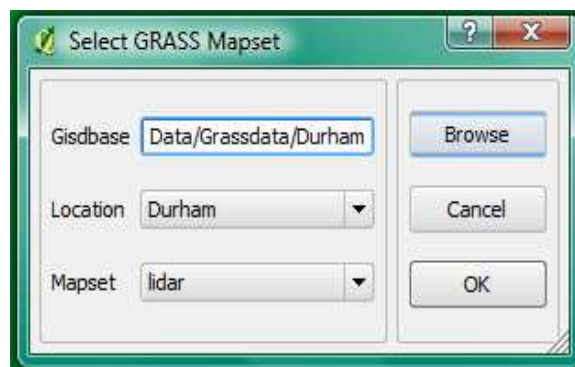 Select GRASS Mapset
Gisdbase Data/Grassdata/Durham Browse
Location Durham Cancel
Mapset lidar OK